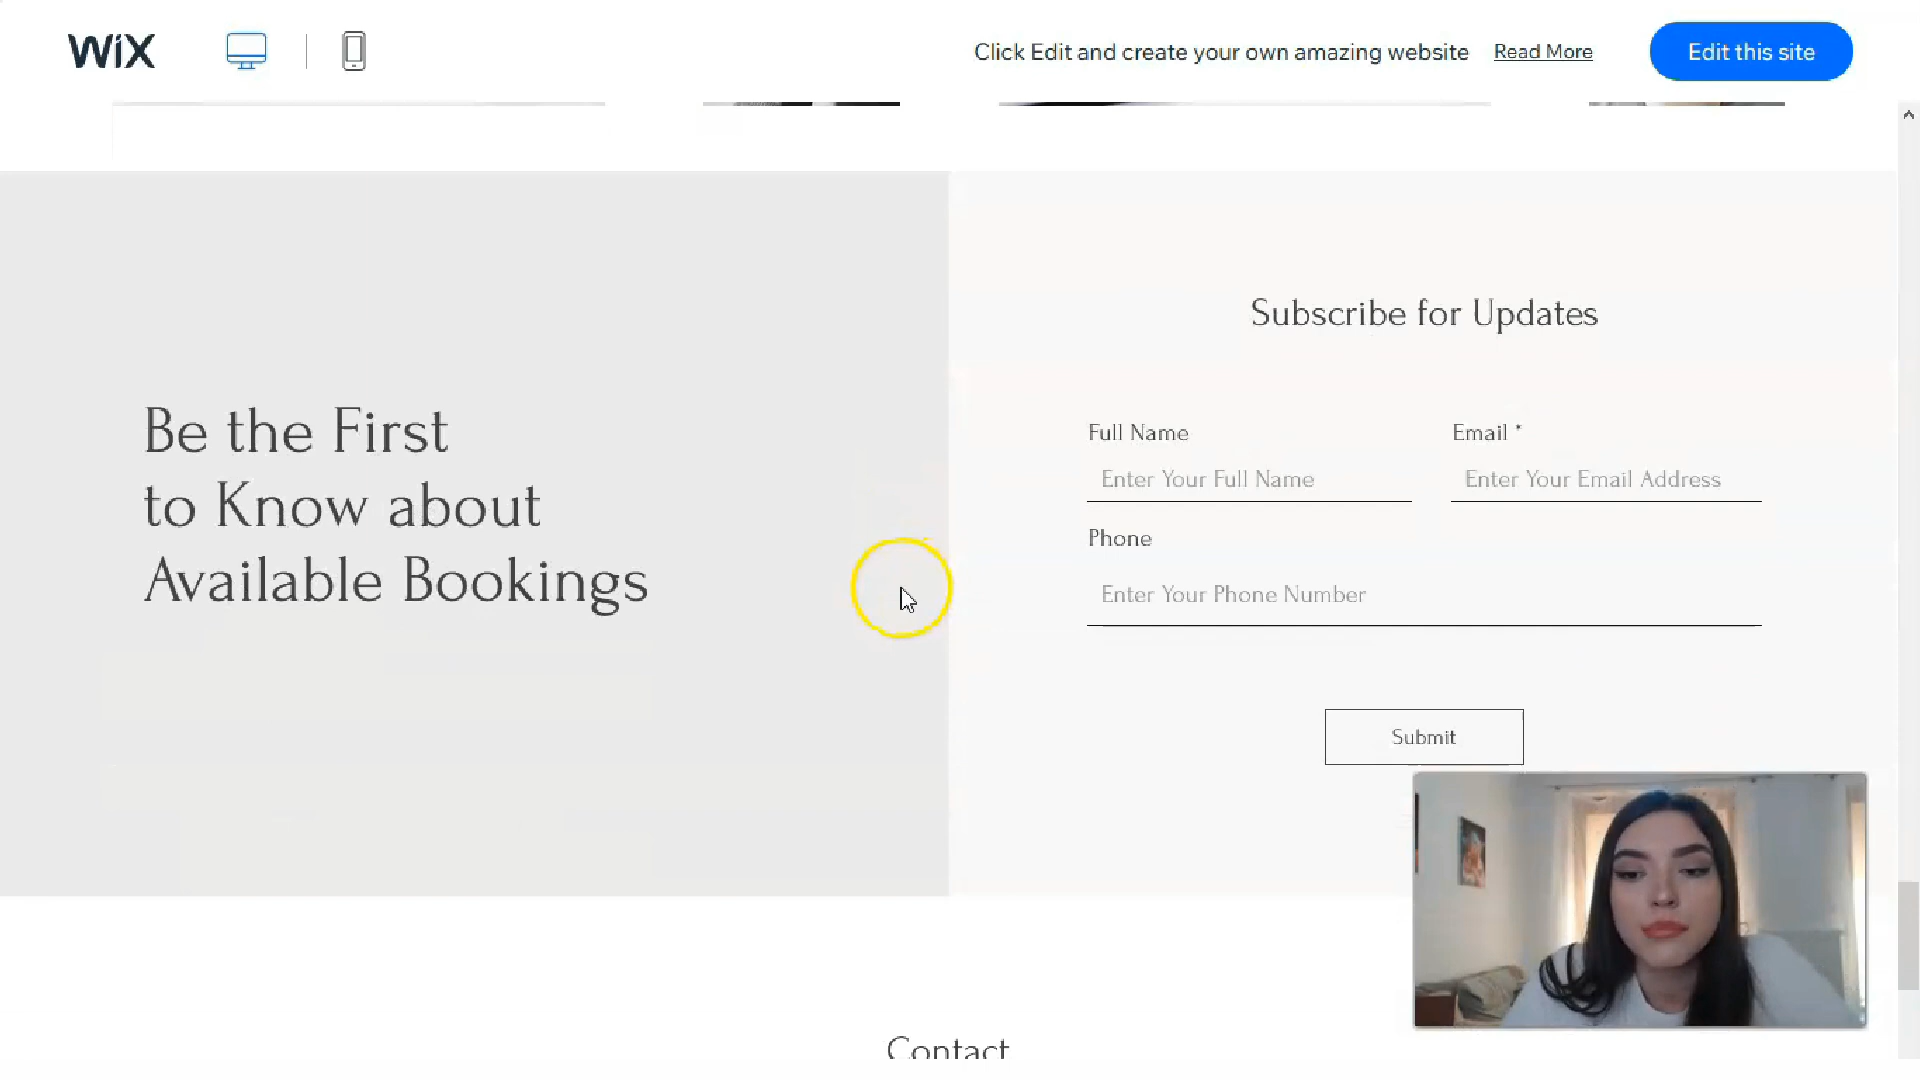 WiX
Click Edit and create your own amazing website
Read More
Edit this site
Be the First
to Know about
Available Bookings
Subscribe for Updates
Full Name
Email *
Enter Your Full Name
Enter Your Email Address
Phone
Enter Your Phone Number
Submit
Contact